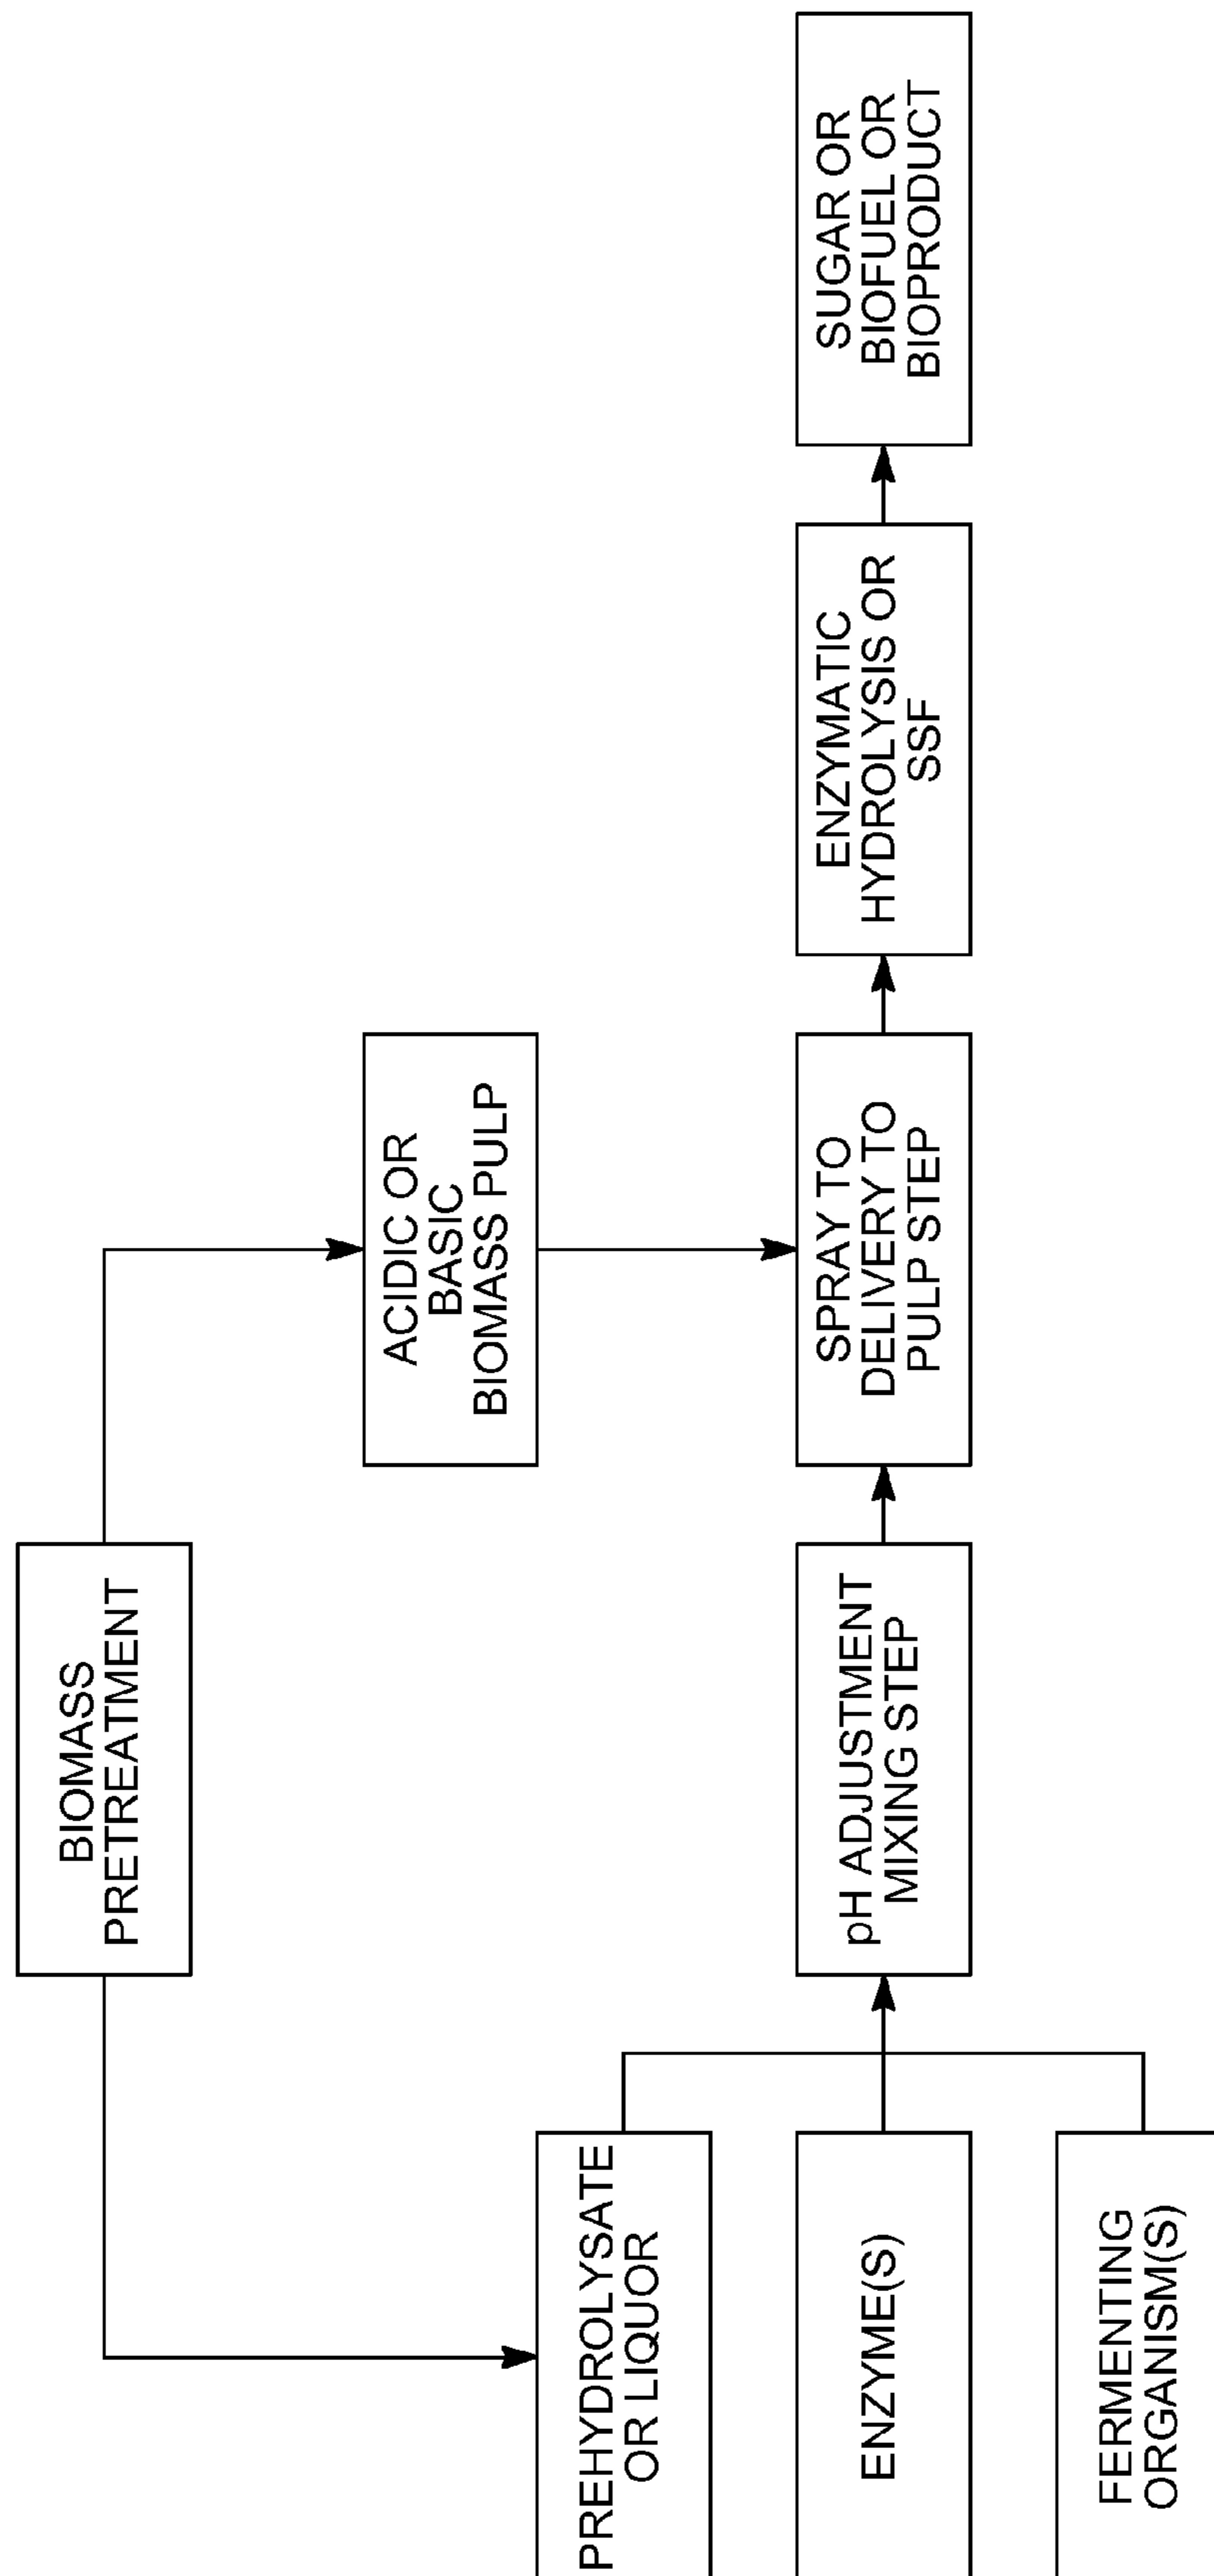 BIOMASS
PRETREATMENT
ACIDIC OR
BASIC
BIOMASS PULP
PREHYDROLYSATE
OR LIQUOR
ENZYME(S)
FERMENTING
ORGANISM(S)
pH ADJUSTMENT
MIXING STEP
SPRAY TO
DELIVERY TO
PULP STEP
ENZYMATIC
HYDROLYSIS OR
SSF
SUGAR OR
BIOFUEL OR
BIOPRODUCT